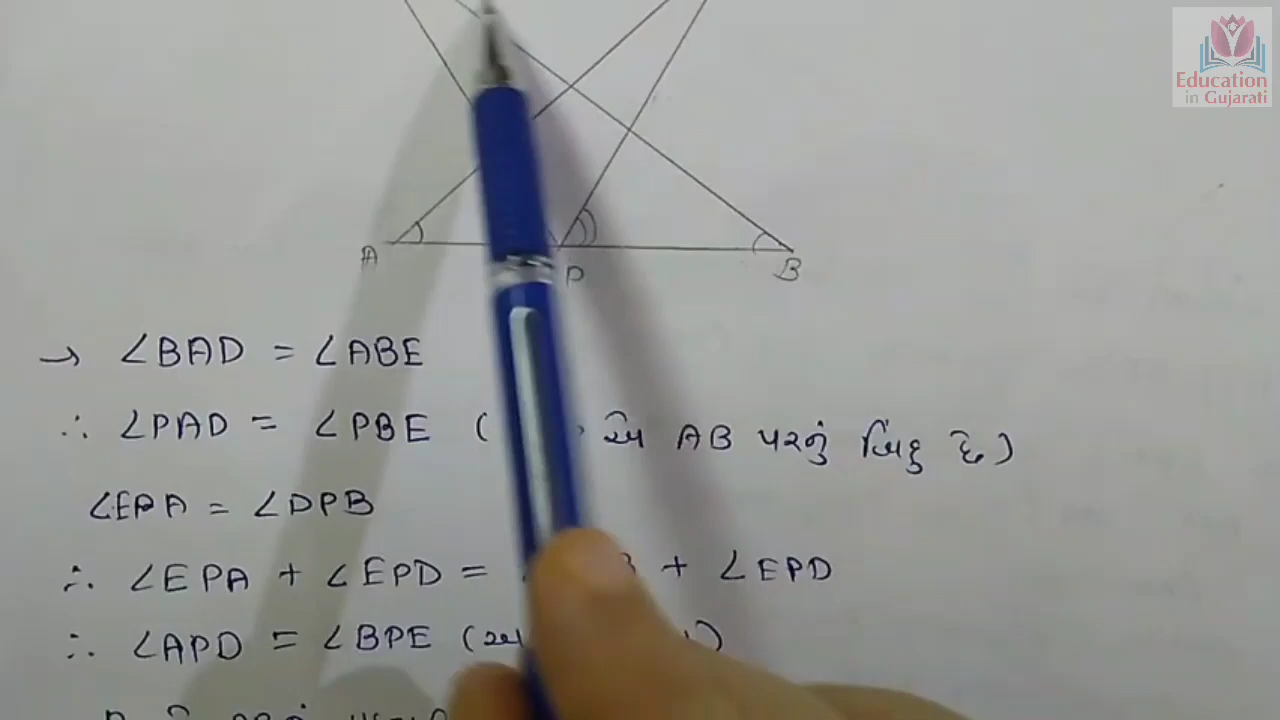 Education
in Gujarati
A P B
→ ∠BAD = ∠ABE
∴ ∠PAD = ∠PBE ( એ AB પરનું બિંદુ છે)
∠EPA = ∠DPB
∴ ∠EPA + ∠EPD = + ∠EPD
∴ ∠APD = ∠BPE (